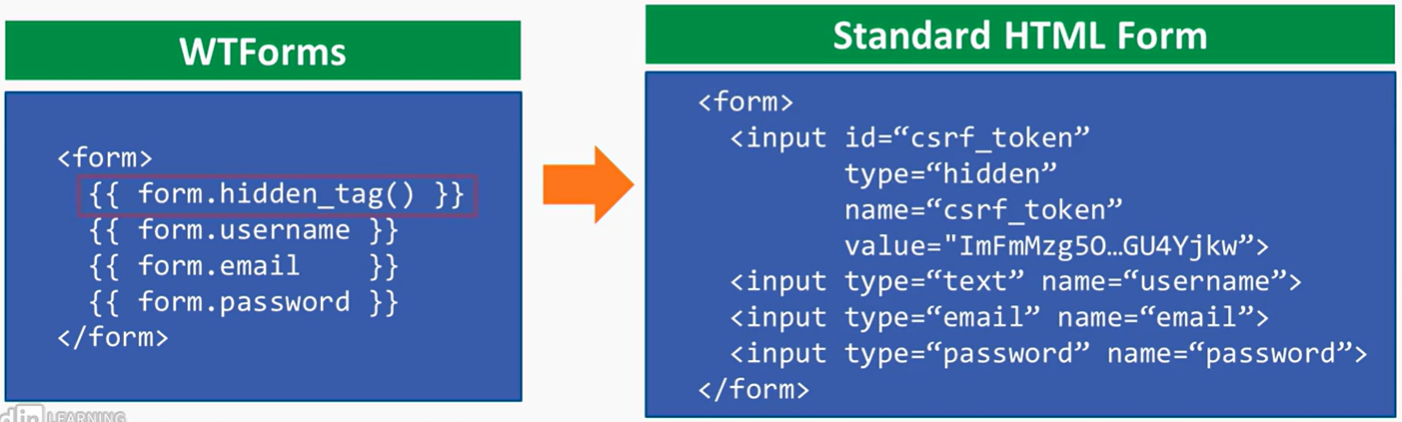 WTForms
<form>
{{ form.hidden_tag() }}
{{ form.username }}
{{ form.email    }}
{{ form.password }}
</form>
Standard HTML Form
<form>
<input id=“csrf_token”
type=“hidden”
name=“csrf_token”
value="ImFmMzg5O…GU4Yjkw”>
<input type=“text” name=“username”>
<input type=“email” name=“email”>
<input type=“password” name=“password”>
</form>
LEARNING